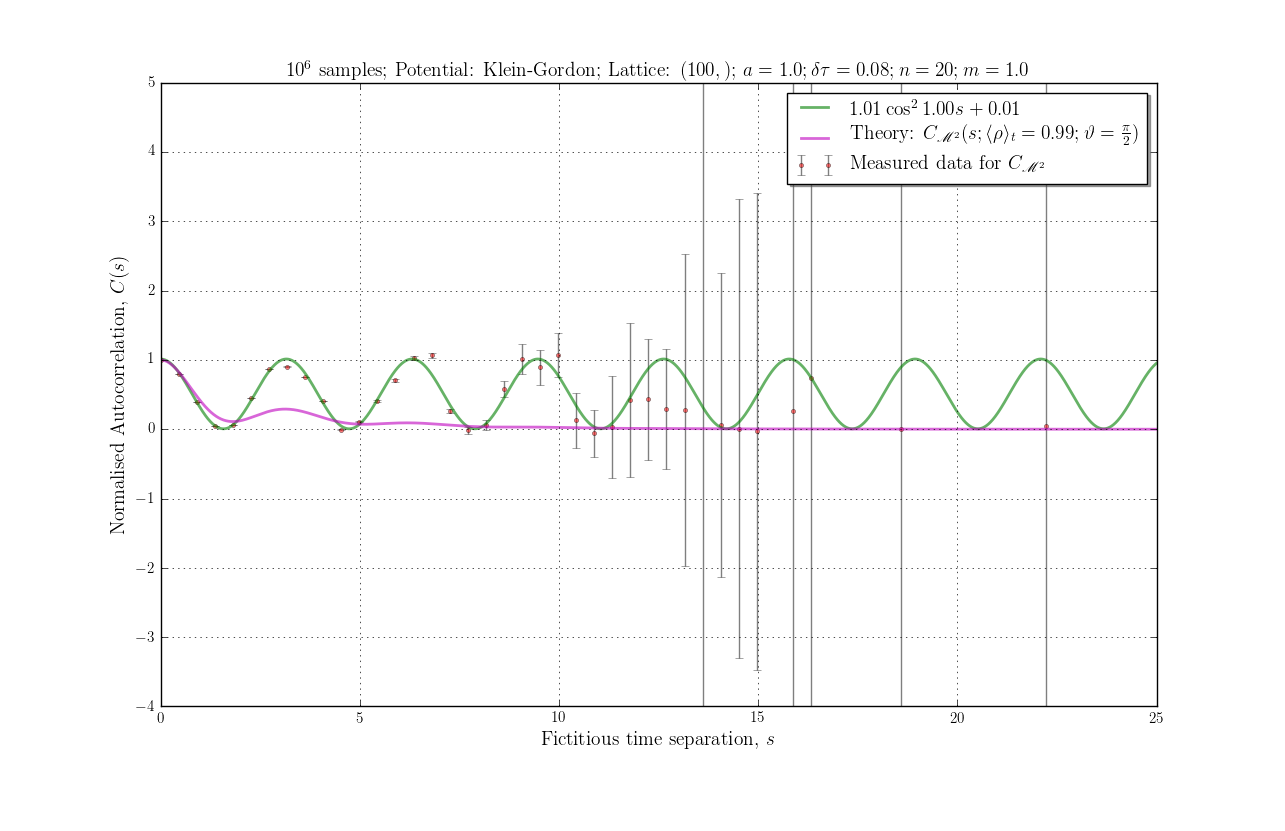 10⁶ samples; Potential: Klein-Gordon; Lattice: (100, ); a = 1.0; δτ = 0.08; n = 20; m = 1.0
5
4
3
2
1
0
−1
−2
−3
−4
Normalised Autocorrelation, C(s)
1.01 cos² 1.00s + 0.01
Theory: C_ℳ²(s; ⟨ρ⟩ₜ = 0.99; ϑ = π/2)
Measured data for C_ℳ²
0 5 10 15 20 25
Fictitious time separation, s